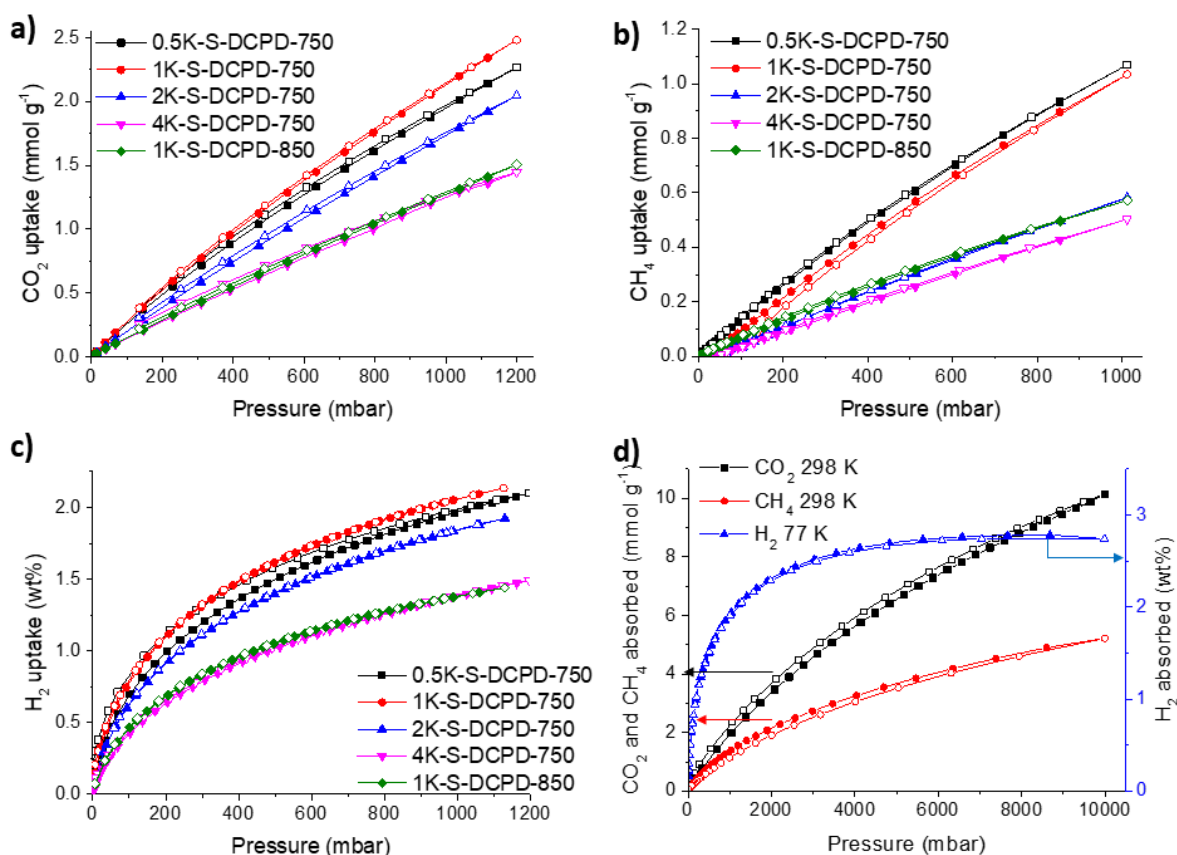 a)
CO₂ uptake (mmol g⁻¹)
2.5
2.0
1.5
1.0
0.5
0.0
0.5K-S-DCPD-750
1K-S-DCPD-750
2K-S-DCPD-750
4K-S-DCPD-750
1K-S-DCPD-850
0 200 400 600 800 1000 1200
Pressure (mbar)
b)
CH₄ uptake (mmol g⁻¹)
1.2
1.0
0.8
0.6
0.4
0.2
0.0
0.5K-S-DCPD-750
1K-S-DCPD-750
2K-S-DCPD-750
4K-S-DCPD-750
1K-S-DCPD-850
0 200 400 600 800 1000
Pressure (mbar)
c)
H₂ uptake (wt%)
2.0
1.5
1.0
0.5
0.0
0.5K-S-DCPD-750
1K-S-DCPD-750
2K-S-DCPD-750
4K-S-DCPD-750
1K-S-DCPD-850
0 200 400 600 800 1000 1200
Pressure (mbar)
d)
CO₂ and CH₄ absorbed (mmol g⁻¹)
10
8
6
4
2
0
CO₂ 298 K
CH₄ 298 K
H₂ 77 K
3
2
1
0
H₂ absorbed (wt%)
0 2000 4000 6000 8000 10000
Pressure (mbar)